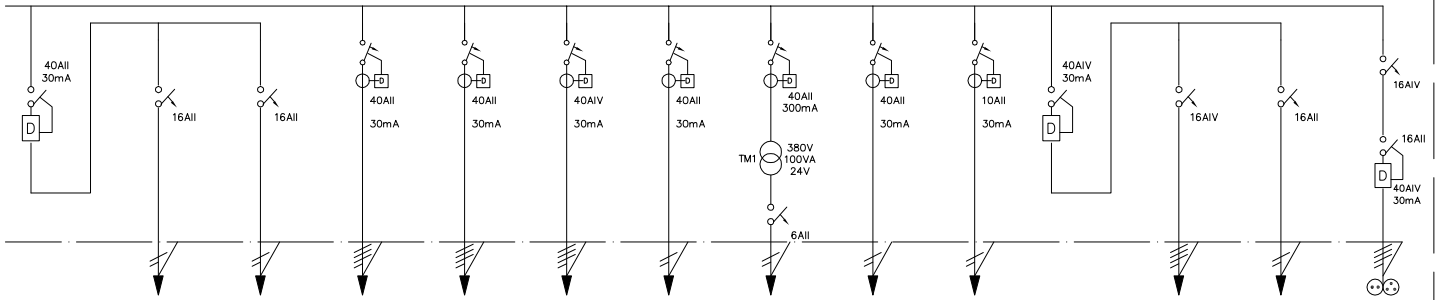 40AII
30mA
D
16AII
16AII
D
40AII
30mA
D
40AII
30mA
D
40AIV
30mA
D
40AII
30mA
D
40AII
300mA
TM1
380V
100VA
24V
6AII
D
40AII
30mA
D
10AII
30mA
40AIV
30mA
D
16AIV
16AII
16AIV
16AII
D
40AIV
30mA